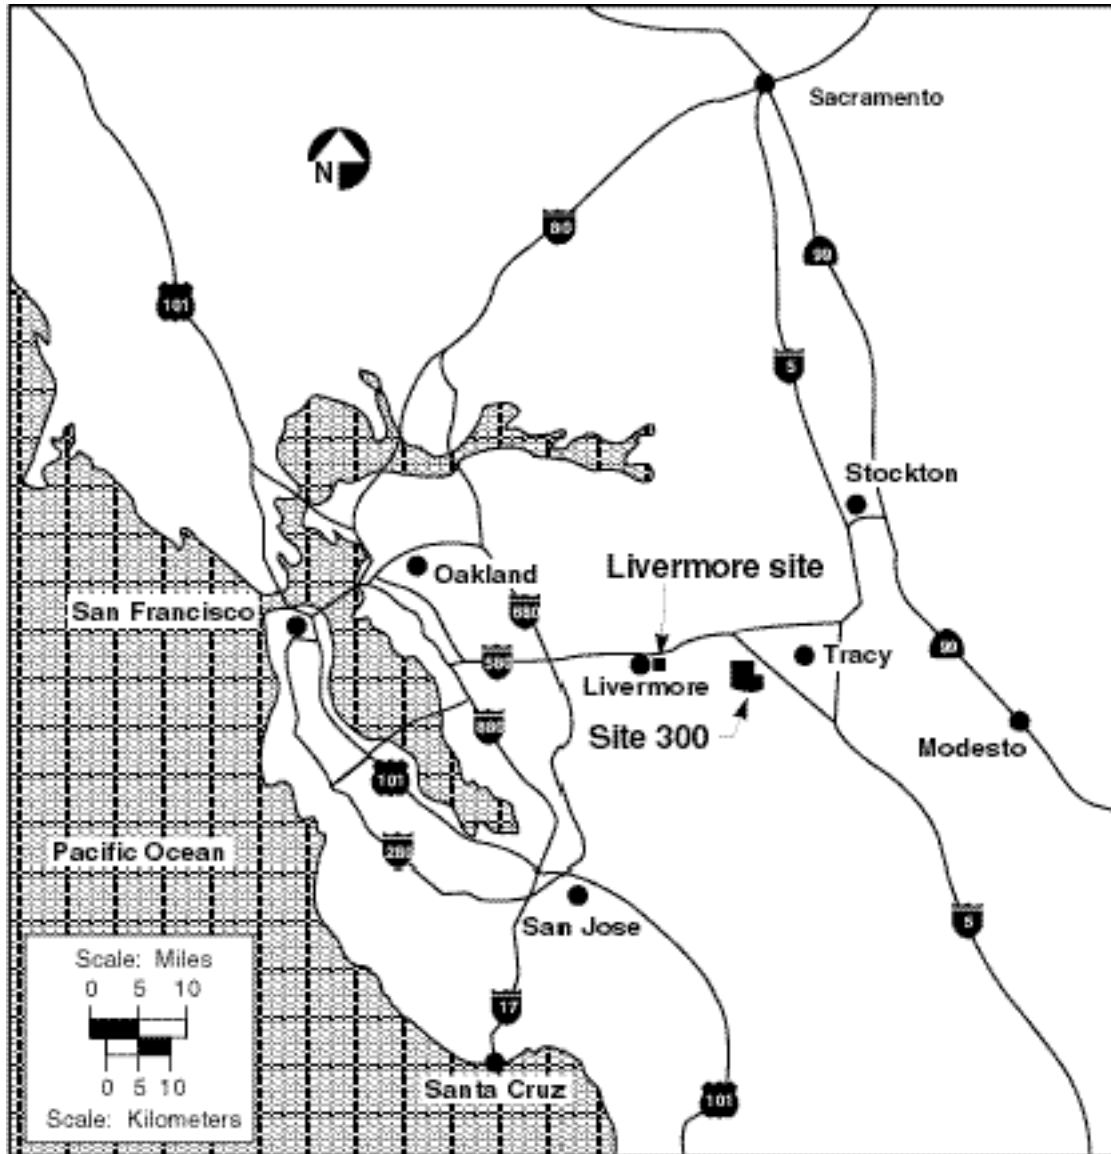 Sacramento
N
80
99
101
5
Stockton
Livermore site
Oakland
San Francisco
680
580
Tracy
99
Livermore
Site 300
880
Modesto
101
280
Pacific Ocean
San Jose
5
Scale: Miles
0 5 10
0 5 10
Scale: Kilometers
17
Santa Cruz
101